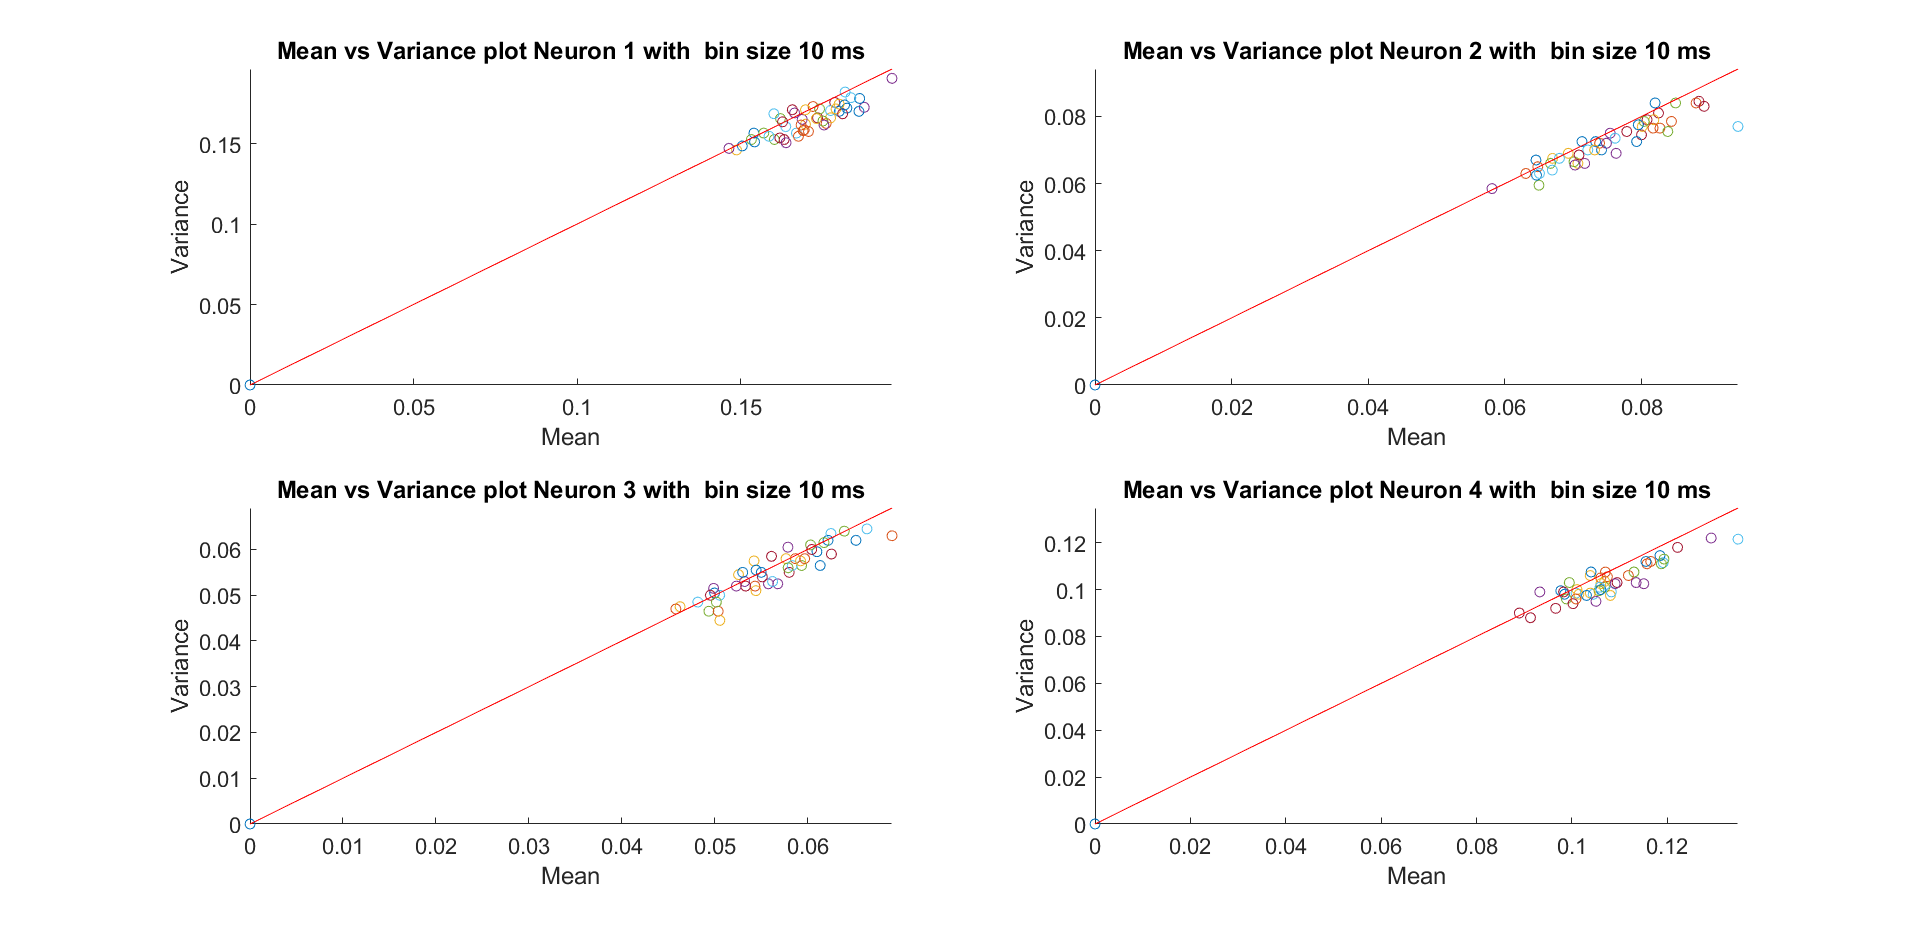 Mean vs Variance plot Neuron 1 with  bin size 10 ms
Variance
0.15
0.1
0.05
0
0 0.05 0.1 0.15
Mean
Mean vs Variance plot Neuron 2 with  bin size 10 ms
Variance
0.08
0.06
0.04
0.02
0
0 0.02 0.04 0.06 0.08
Mean
Mean vs Variance plot Neuron 3 with  bin size 10 ms
Variance
0.06
0.05
0.04
0.03
0.02
0.01
0
0 0.01 0.02 0.03 0.04 0.05 0.06
Mean
Mean vs Variance plot Neuron 4 with  bin size 10 ms
Variance
0.12
0.1
0.08
0.06
0.04
0.02
0
0 0.02 0.04 0.06 0.08 0.1 0.12
Mean